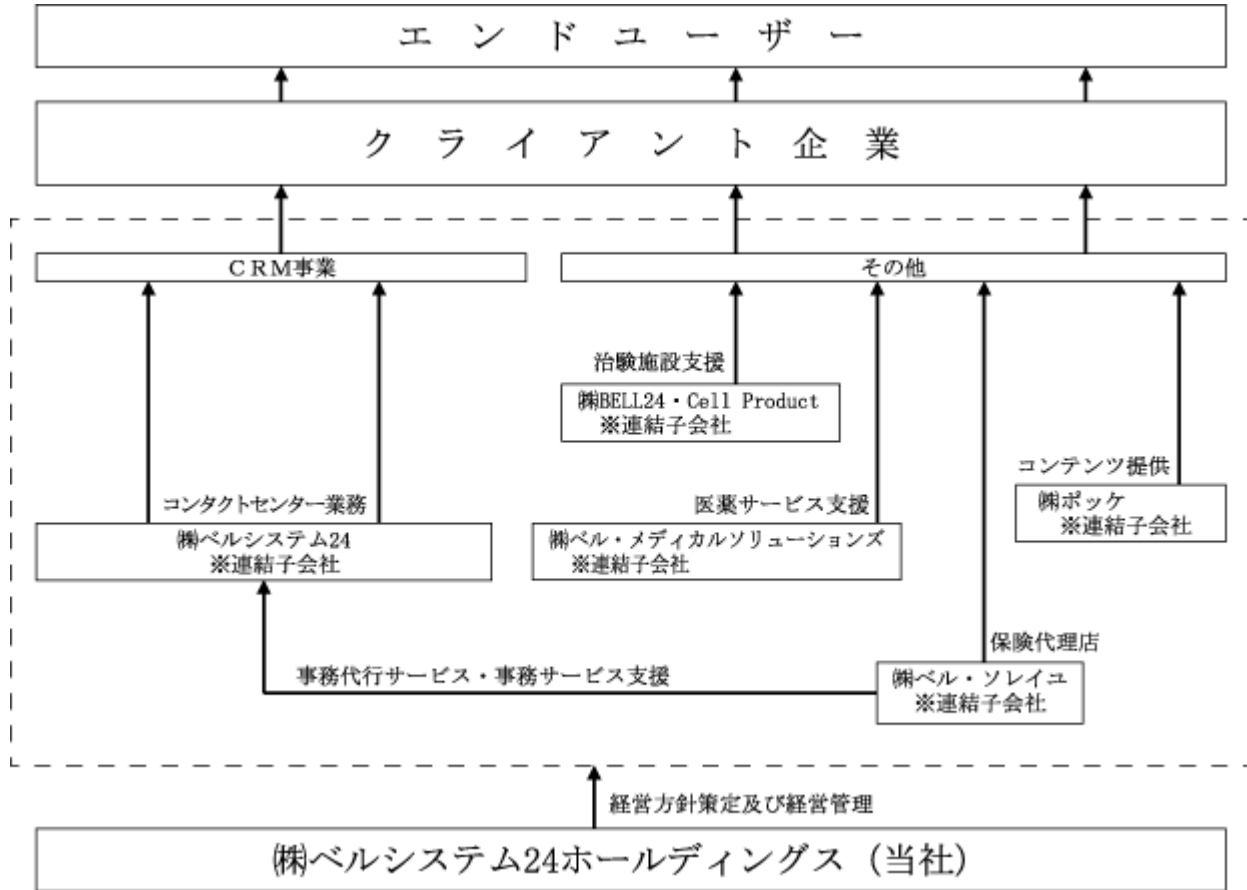 エンドユーザー
クライアント企業
CRM事業
その他
治験施設支援
㈱BELL24・Cell Product
※連結子会社
コンテンツ提供
㈱ポッケ
※連結子会社
コンタクトセンター業務
㈱ベルシステム24
※連結子会社
医薬サービス支援
㈱ベル・メディカルソリューションズ
※連結子会社
保険代理店
㈱ベル・ソレイユ
※連結子会社
事務代行サービス・事務サービス支援
経営方針策定及び経営管理
㈱ベルシステム24ホールディングス（当社）